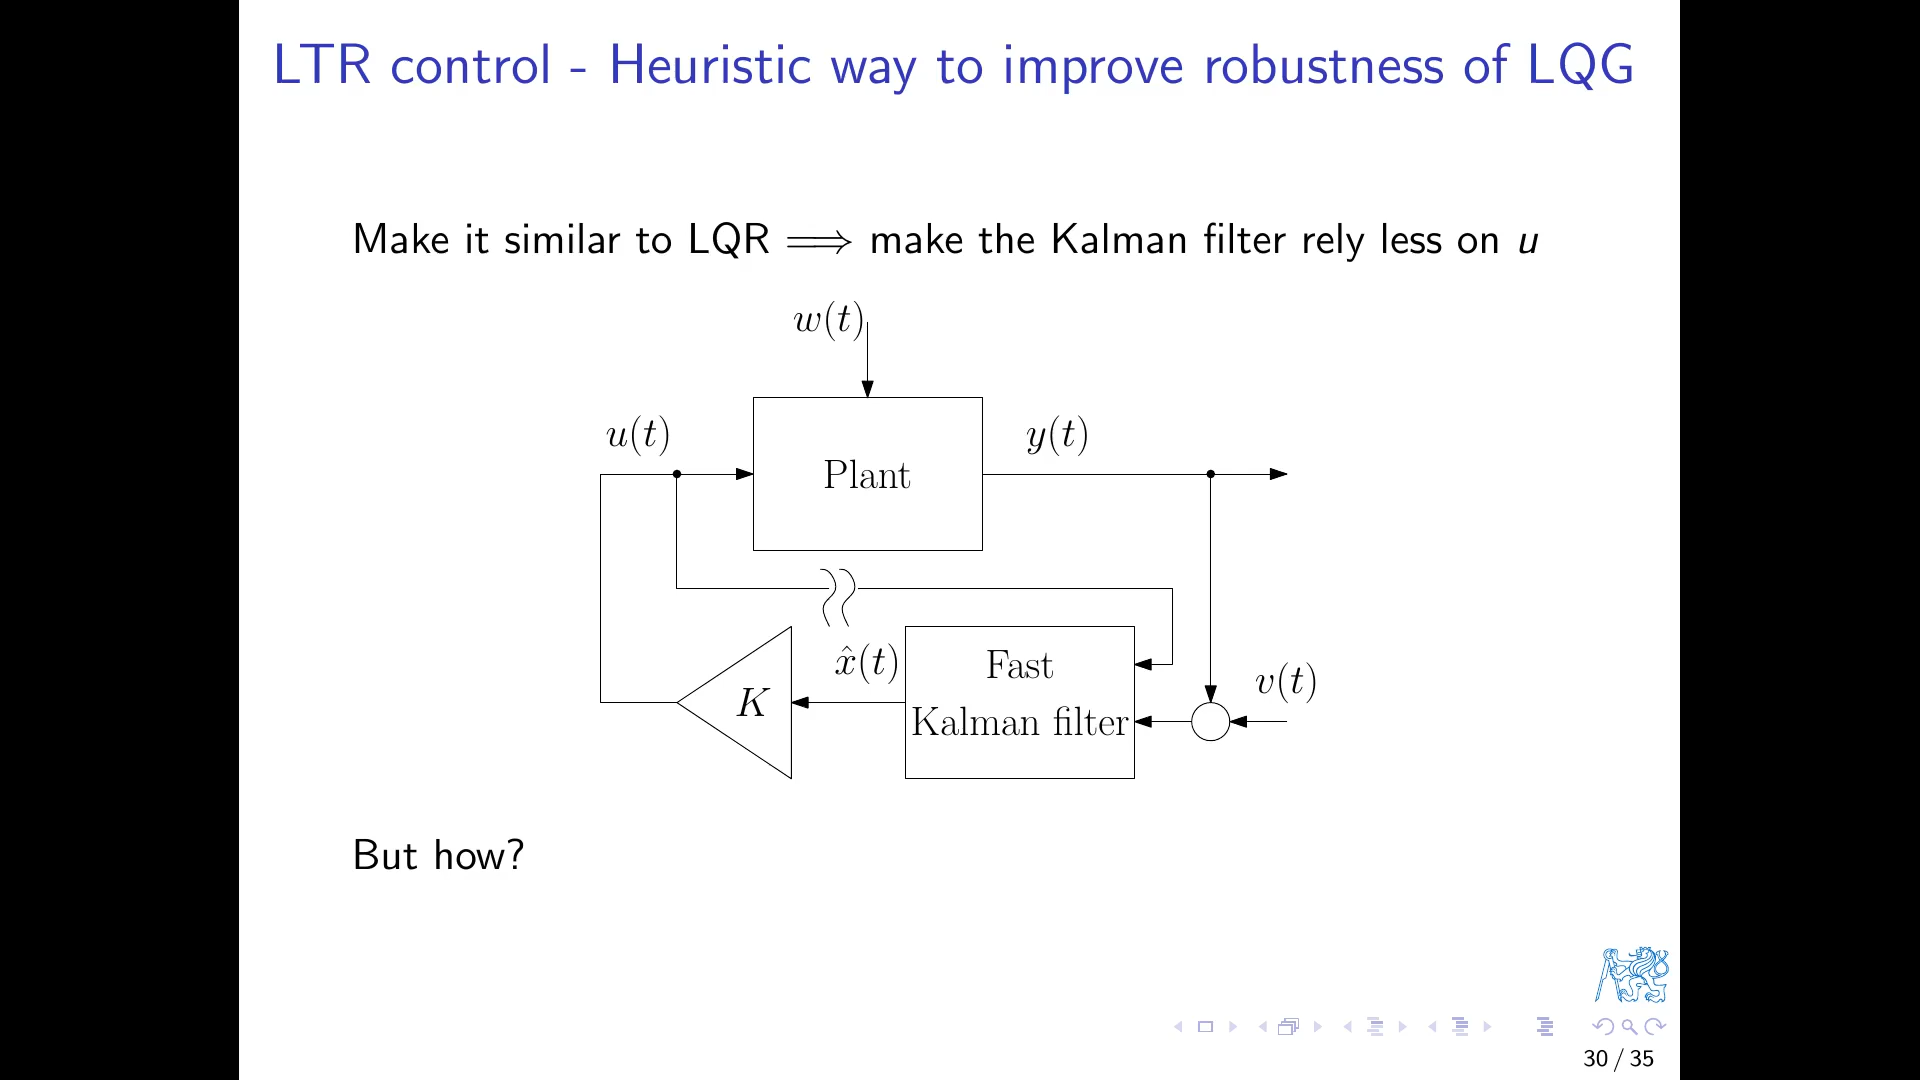 LTR control - Heuristic way to improve robustness of LQG
Make it similar to LQR ⟹ make the Kalman filter rely less on u
w(t)
u(t)
y(t)
Plant
x̂(t)
Fast
Kalman filter
K
v(t)
But how?
30 / 35